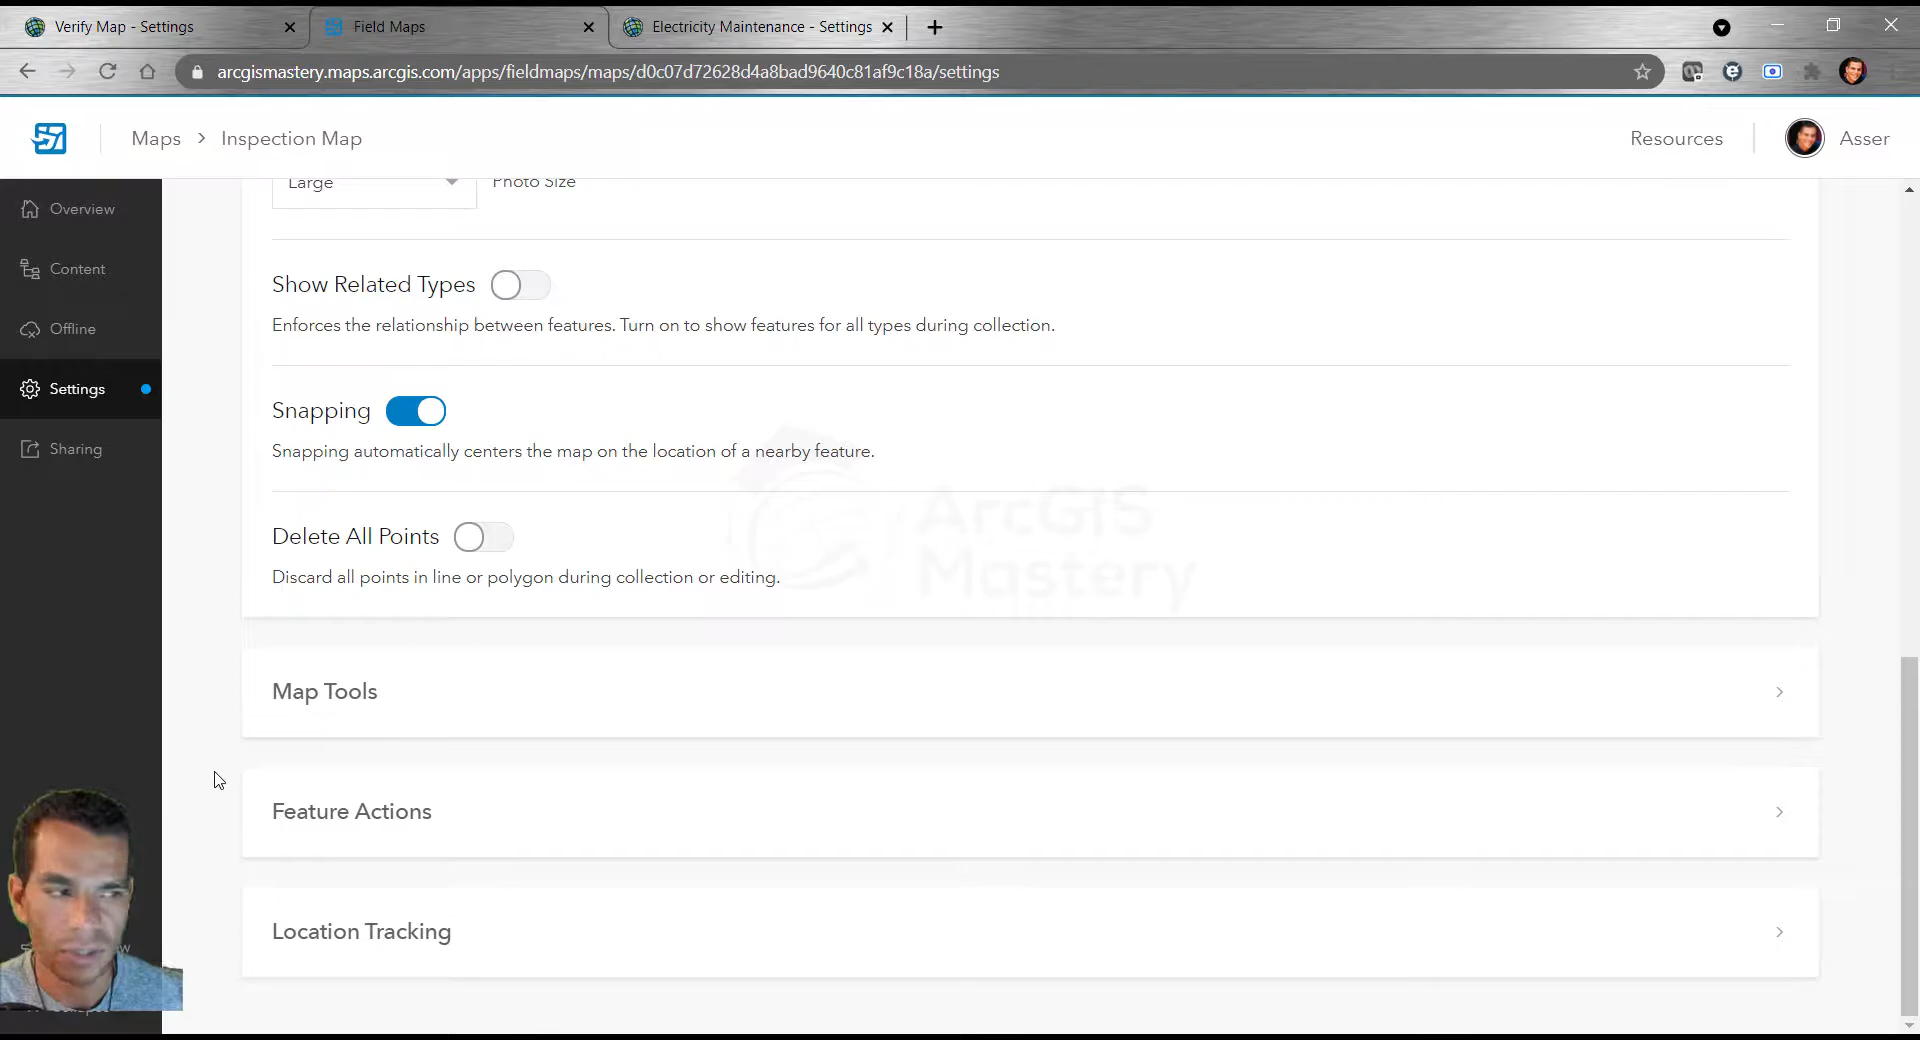 Verify Map - Settings
Field Maps
Electricity Maintenance - Settings
arcgismastery.maps.arcgis.com/apps/fieldmaps/maps/d0c07d72628d4a8bad9640c81af9c18a/settings
Maps > Inspection Map
Resources
Asser
Overview
Content
Offline
Settings
Sharing
Large
Photo Size
Show Related Types
Enforces the relationship between features. Turn on to show features for all types during collection.
Snapping
Snapping automatically centers the map on the location of a nearby feature.
Delete All Points
Discard all points in line or polygon during collection or editing.
ArcGIS
Mastery
Map Tools
Feature Actions
Location Tracking